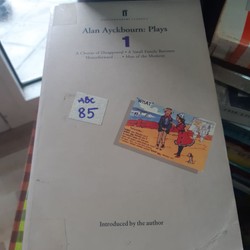 ff
Alan Ayckbourn: Plays
1
A Chorus of Disapproval • A Small Family Business
Henceforward... • Man of the Moment
ABC
85
"WHAT!
Introduced by the author